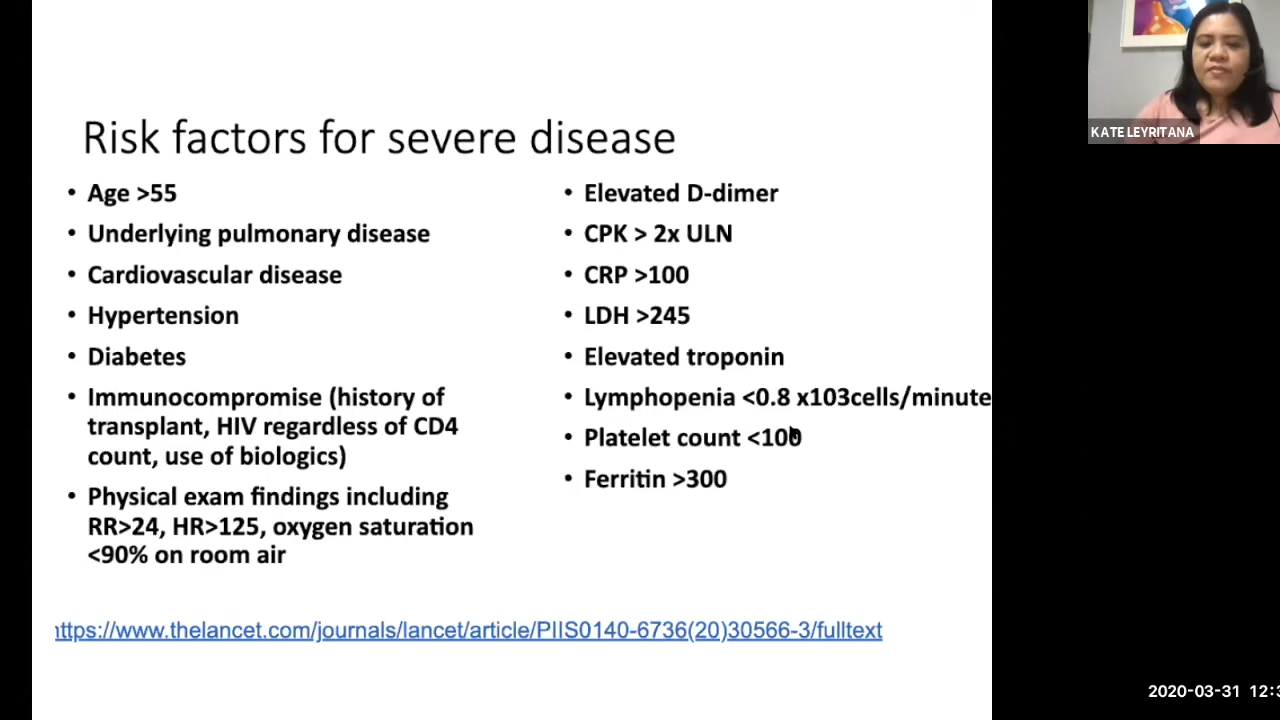 Risk factors for severe disease
• Age >55
• Underlying pulmonary disease
• Cardiovascular disease
• Hypertension
• Diabetes
• Immunocompromise (history of
transplant, HIV regardless of CD4
count, use of biologics)
• Physical exam findings including
RR>24, HR>125, oxygen saturation
<90% on room air
• Elevated D-dimer
• CPK > 2x ULN
• CRP >100
• LDH >245
• Elevated troponin
• Lymphopenia <0.8 x103cells/minute
• Platelet count <100
• Ferritin >300
https://www.thelancet.com/journals/lancet/article/PIIS0140-6736(20)30566-3/fulltext
KATE LEYRITANA
2020-03-31 12:3